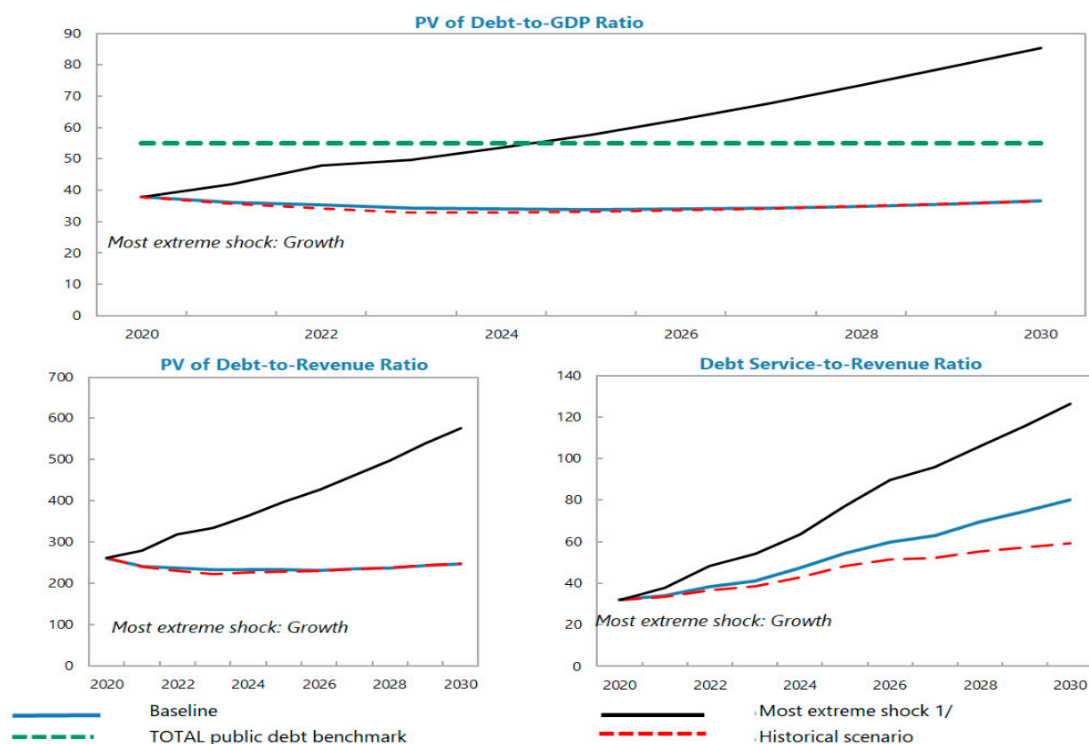 PV of Debt-to-GDP Ratio
90
80
70
60
50
40
30
20
10
0
Most extreme shock: Growth
2020 2022 2024 2026 2028 2030
PV of Debt-to-Revenue Ratio
700
600
500
400
300
200
100
0
Most extreme shock: Growth
2020 2022 2024 2026 2028 2030
Debt Service-to-Revenue Ratio
140
120
100
80
60
40
20
0
Most extreme shock: Growth
2020 2022 2024 2026 2028 2030
Baseline
TOTAL public debt benchmark
Most extreme shock 1/
Historical scenario